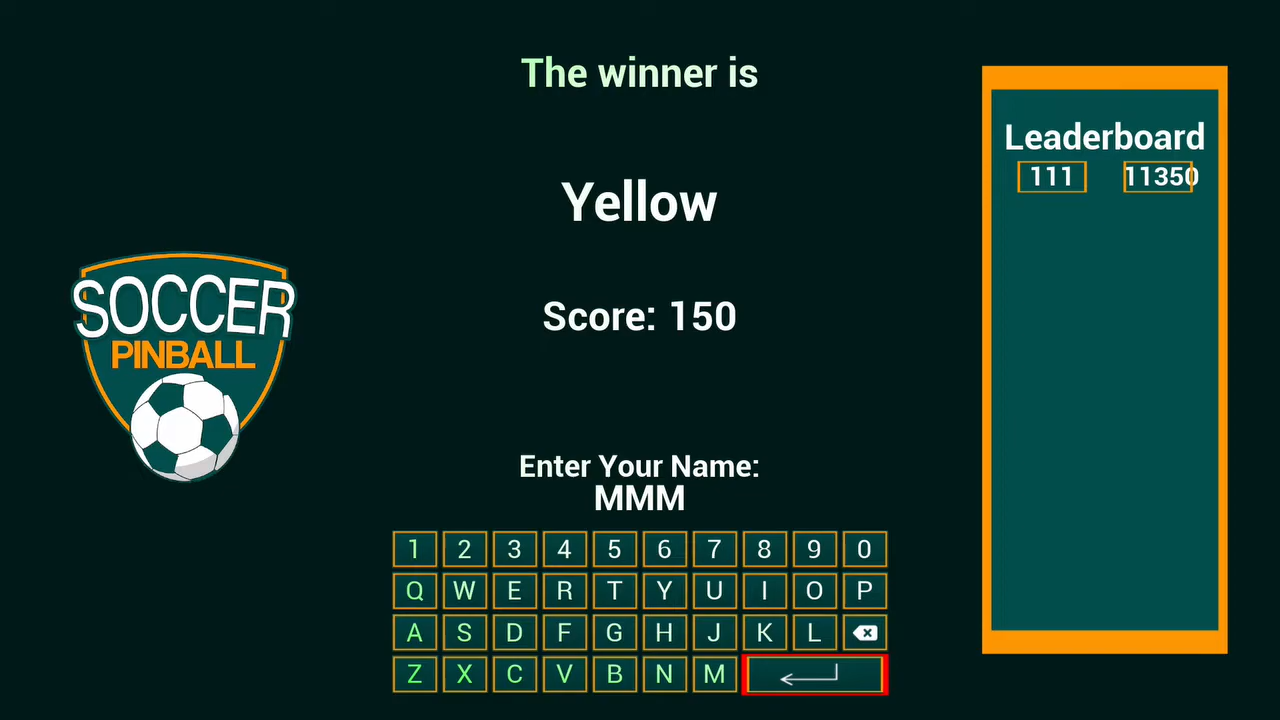 The winner is
Yellow
Score: 150
SOCCER
PINBALL
Enter Your Name:
MMM
1 2 3 4 5 6 7 8 9 0
Q W E R T Y U I O P
A S D F G H J K L
Z X C V B N M
Leaderboard
111 11350